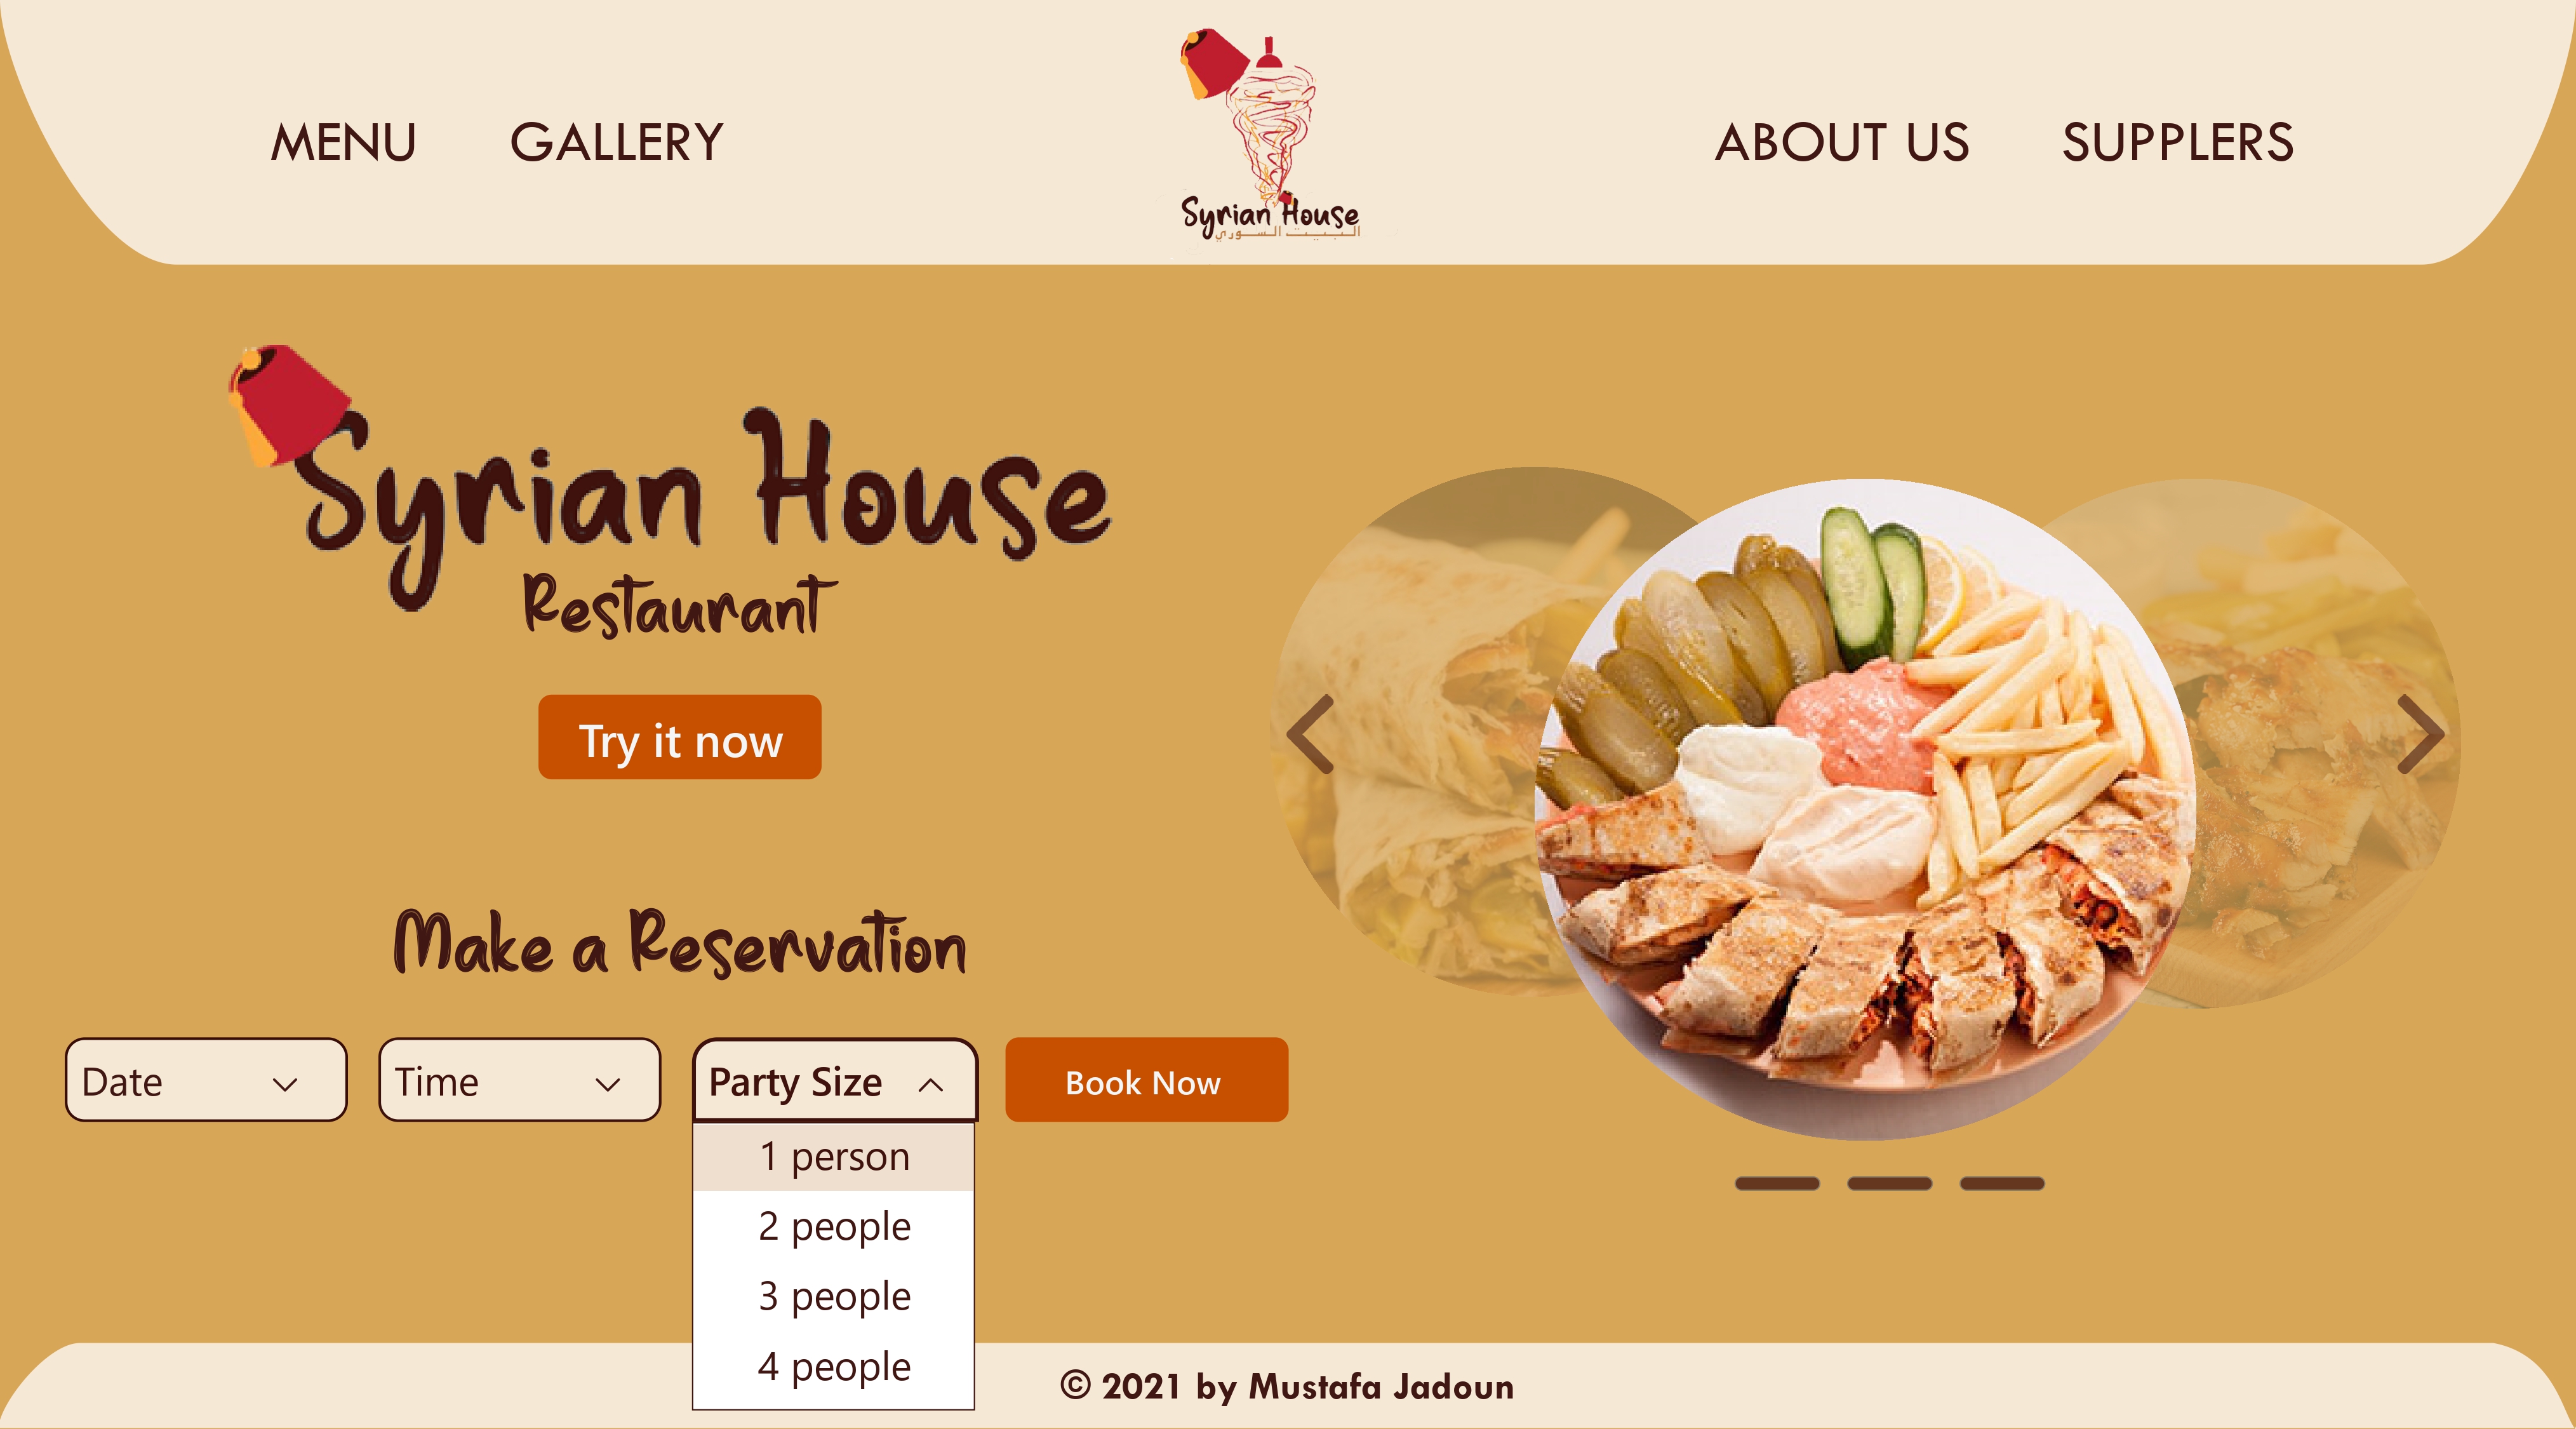 MENU GALLERY
Syrian House
البيت السوري
ABOUT US SUPPLERS
Syrian House
Restaurant
Try it now
Make a Reservation
Date
Time
Party Size
Book Now
1 person
2 people
3 people
4 people
© 2021 by Mustafa Jadoun